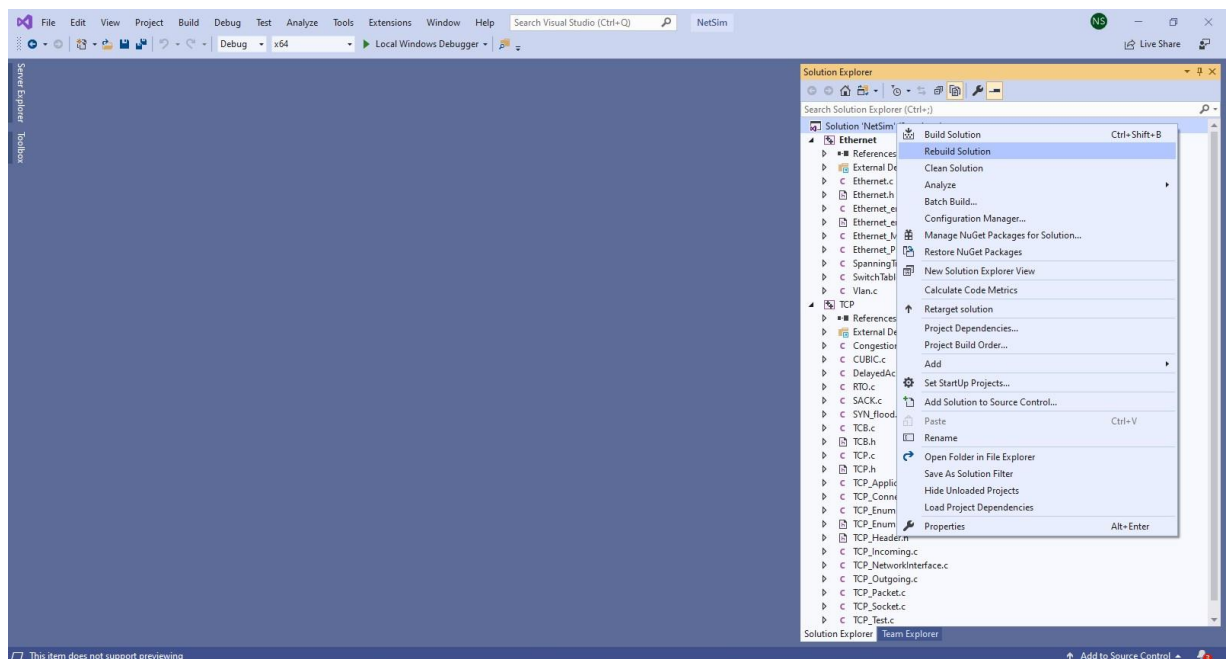 File Edit View Project Build Debug Test Analyze Tools Extensions Window Help Search Visual Studio (Ctrl+Q) NetSim NS
Debug x64 Local Windows Debugger Live Share
Server Explorer
Toolbox
Solution Explorer
Search Solution Explorer (Ctrl+;)
Solution 'NetSim'
Ethernet
References
External De
Ethernet.c
Ethernet.h
Ethernet_e
Ethernet_e
Ethernet_M
Ethernet_P
SpanningT
SwitchTabl
Vlan.c
TCP
References
External De
Congestion
CUBIC.c
DelayedAc
RTO.c
SACK.c
SYN_flood.
TCB.c
TCB.h
TCP.c
TCP.h
TCP_Applic
TCP_Conne
TCP_Enum
TCP_Enum
TCP_Header.h
TCP_Incoming.c
TCP_NetworkInterface.c
TCP_Outgoing.c
TCP_Packet.c
TCP_Socket.c
TCP_Test.c
Build Solution Ctrl+Shift+B
Rebuild Solution
Clean Solution
Analyze
Batch Build...
Configuration Manager...
Manage NuGet Packages for Solution...
Restore NuGet Packages
New Solution Explorer View
Calculate Code Metrics
Retarget solution
Project Dependencies...
Project Build Order...
Add
Set StartUp Projects...
Add Solution to Source Control...
Paste Ctrl+V
Rename
Open Folder in File Explorer
Save As Solution Filter
Hide Unloaded Projects
Load Project Dependencies
Properties Alt+Enter
Solution Explorer Team Explorer
This item does not support previewing Add to Source Control